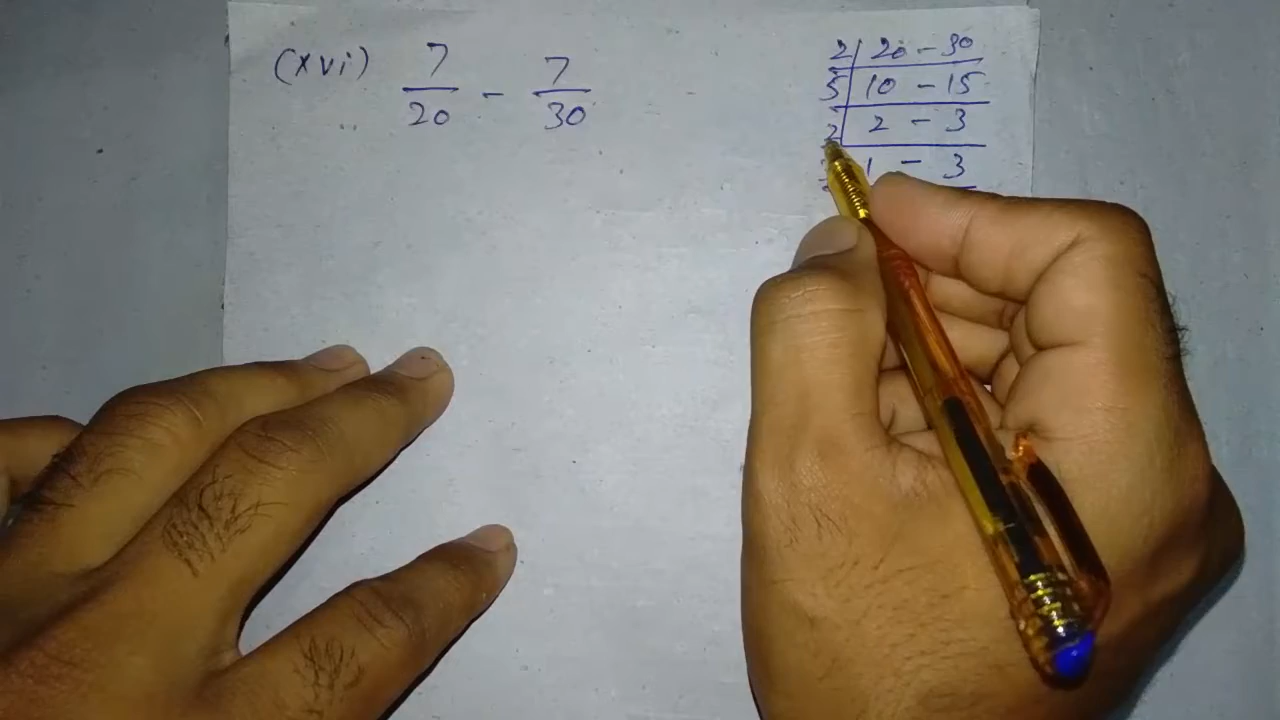 (xvi) 7/20 - 7/30
2 | 20 - 30
5 | 10 - 15
2 | 2 - 3
1 - 3